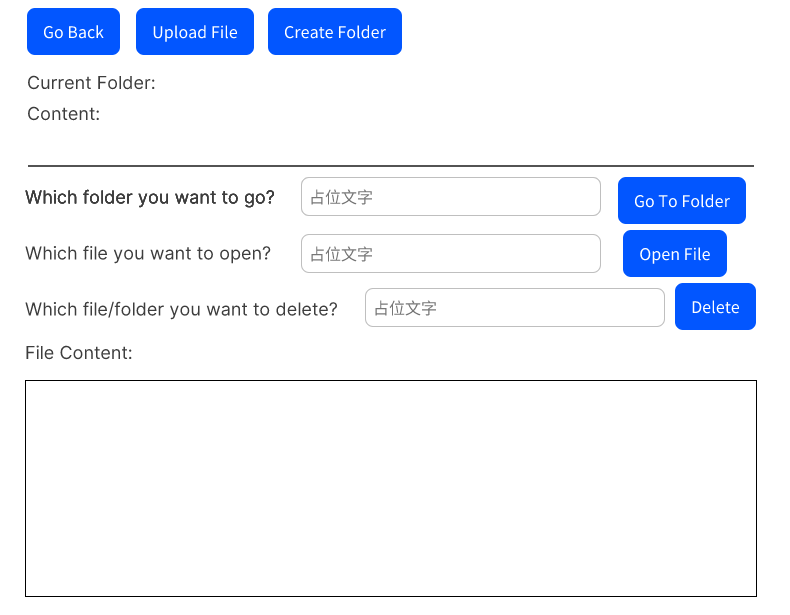 Go Back Upload File Create Folder
Current Folder:
Content:
Which folder you want to go? 占位文字 Go To Folder
Which file you want to open? 占位文字 Open File
Which file/folder you want to delete? 占位文字 Delete
File Content: